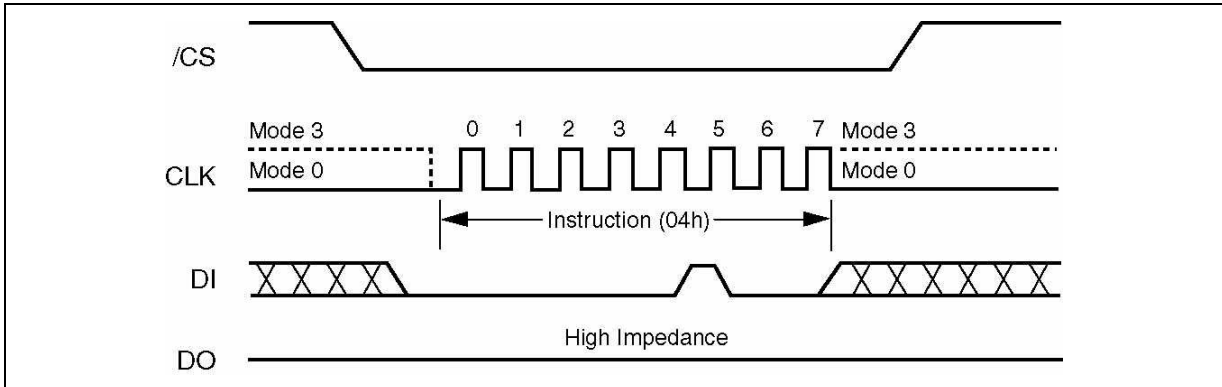 /CS
Mode 3 0 1 2 3 4 5 6 7 Mode 3
CLK Mode 0 Mode 0
Instruction (04h)
DI
High Impedance
DO